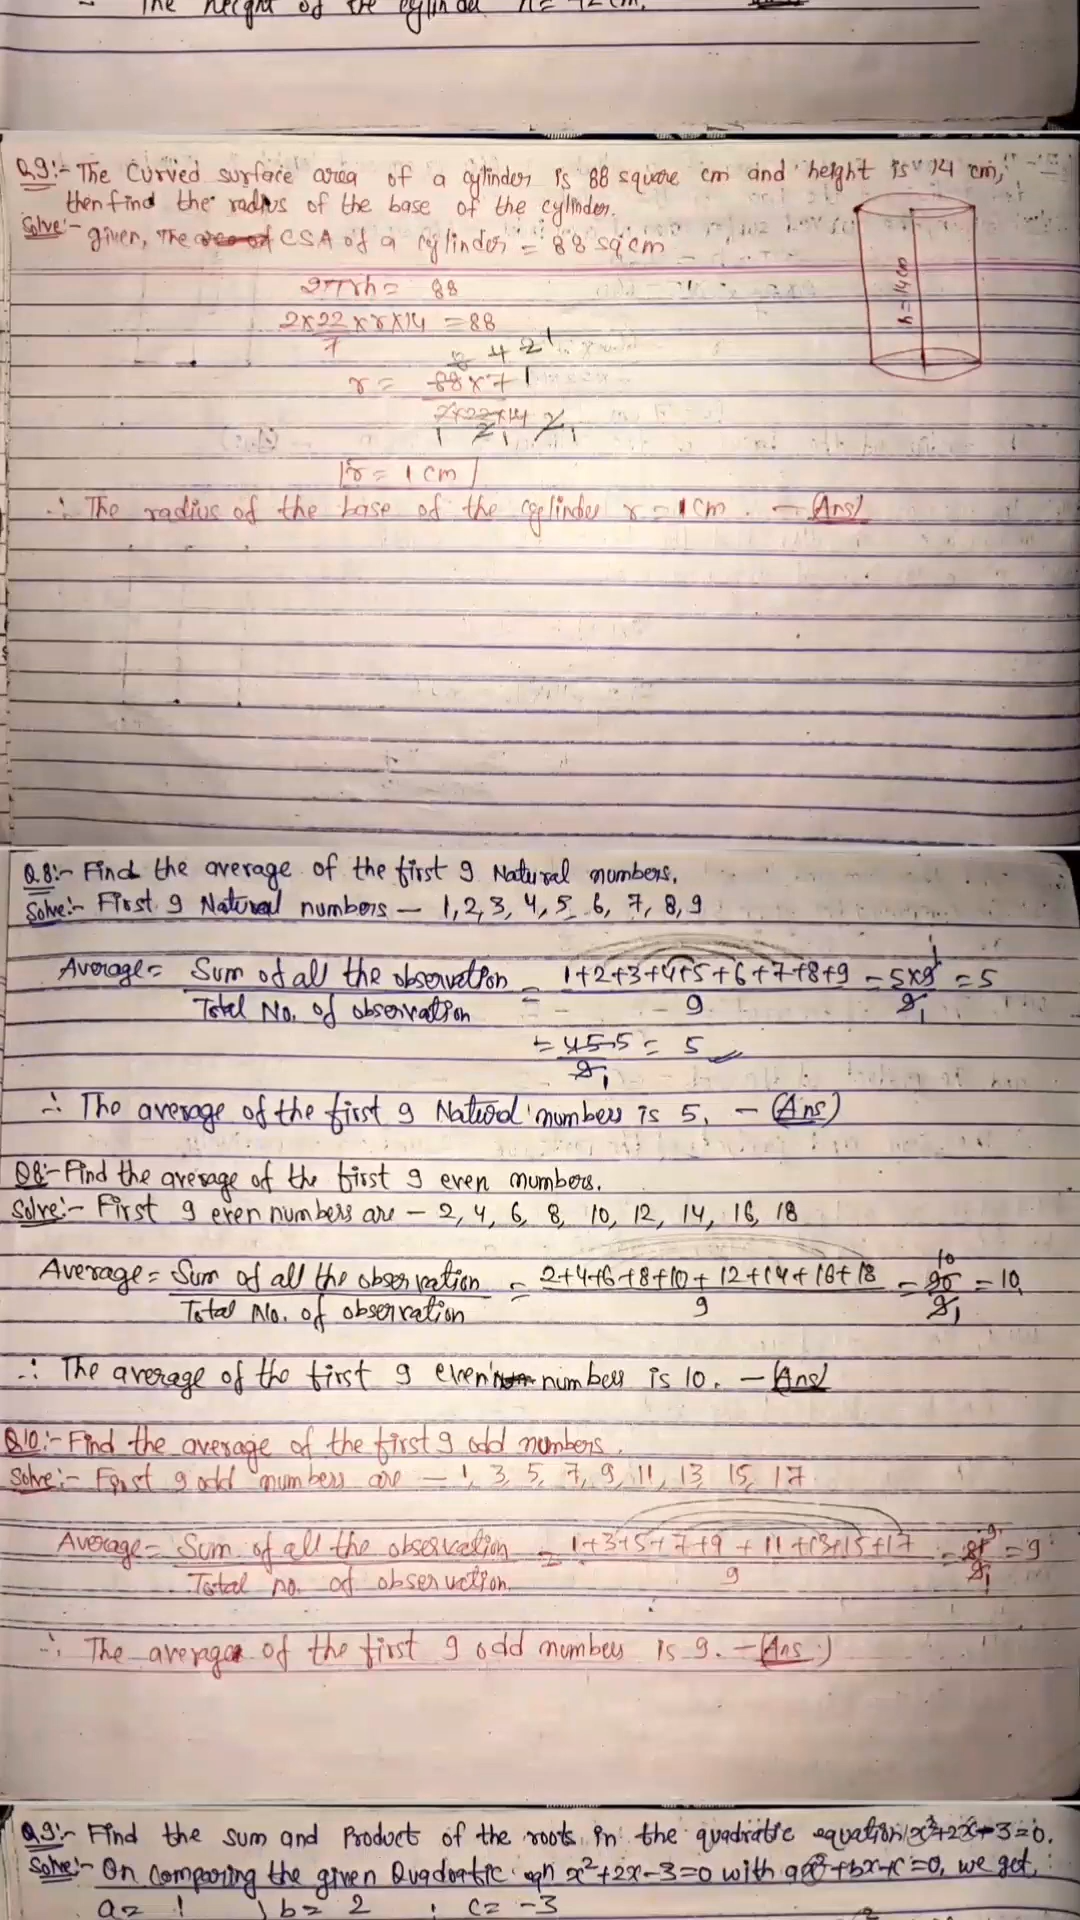 The height of the cylinder h = 42 cm.
Q.9:- The Curved surface area of a cylinder is 88 square cm and height is 14 cm,
then find the radius of the base of the cylinder.
Solve:- given, The CSA of a cylinder = 88 sq cm
2πrh = 88
2×22/7 × r × 14 = 88
r = 88×7 / 2×22×14
r = 1 cm
∴ The radius of the base of the cylinder r = 1 cm. — (Ans)
h = 14 cm
Q.8:- Find the average of the first 9 Natural numbers.
Solve:- First 9 Natural numbers — 1, 2, 3, 4, 5, 6, 7, 8, 9
Average = Sum of all the observation / Total No. of observation = 1+2+3+4+5+6+7+8+9 / 9 = 5×9 / 9 = 5
= 45 5 / 9 = 5
∴ The average of the first 9 Natural numbers is 5. — (Ans)
Q8:- Find the average of the first 9 even numbers.
Solve:- First 9 even numbers are — 2, 4, 6, 8, 10, 12, 14, 16, 18
Average = Sum of all the observation / Total No. of observation = 2+4+6+8+10+12+14+16+18 / 9 = 90 / 9 = 10.
∴ The average of the first 9 even numbers is 10. — (Ans)
Q10:- Find the average of the first 9 odd numbers.
Solve:- First 9 odd numbers are — 1, 3, 5, 7, 9, 11, 13, 15, 17
Average = Sum of all the observation / Total no. of observation = 1+3+5+7+9+11+13+15+17 / 9 = 81 / 9 = 9
∴ The average of the first 9 odd numbers is 9. — (Ans.)
Q.9:- Find the sum and Product of the roots in the quadratic equation x²+2x-3=0.
Solve:- On comparing the given Quadratic eqn x²+2x-3=0 with ax²+bx+c=0, we get,
a = 1, b = 2, c = -3